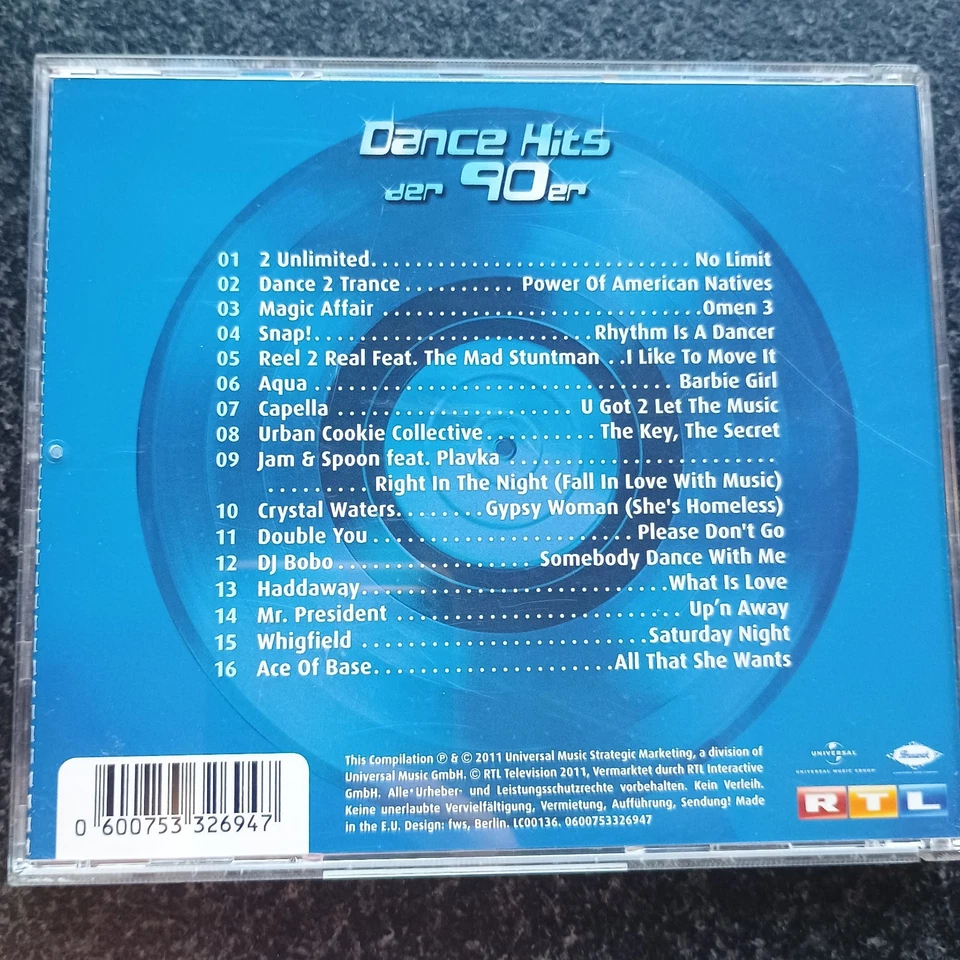 Dance Hits
der 90er
01 2 Unlimited................................ No Limit
02 Dance 2 Trance.......... Power Of American Natives
03 Magic Affair ................................Omen 3
04 Snap!............................Rhythm Is A Dancer
05 Reel 2 Real Feat. The Mad Stuntman ..I Like To Move It
06 Aqua .................................... Barbie Girl
07 Capella ........................ U Got 2 Let The Music
08 Urban Cookie Collective........... The Key, The Secret
09 Jam & Spoon feat. Plavka ...........................
.......... Right In The Night (Fall In Love With Music)
10 Crystal Waters.........Gypsy Woman (She's Homeless)
11 Double You .......................... Please Don't Go
12 DJ Bobo.................... Somebody Dance With Me
13 Haddaway...............................What Is Love
14 Mr. President ............................. Up'n Away
15 Whigfield ..............................Saturday Night
16 Ace Of Base........................All That She Wants
This Compilation ℗ & © 2011 Universal Music Strategic Marketing, a division of
Universal Music GmbH. © RTL Television 2011, Vermarktet durch RTL Interactive
GmbH. Alle Urheber- und Leistungsschutzrechte vorbehalten. Kein Verleih.
Keine unerlaubte Vervielfältigung, Vermietung, Aufführung, Sendung! Made
in the E.U. Design: fws, Berlin. LC00136. 0600753326947
0 600753 326947
UNIVERSAL
UNIVERSAL MUSIC GROUP
RTL